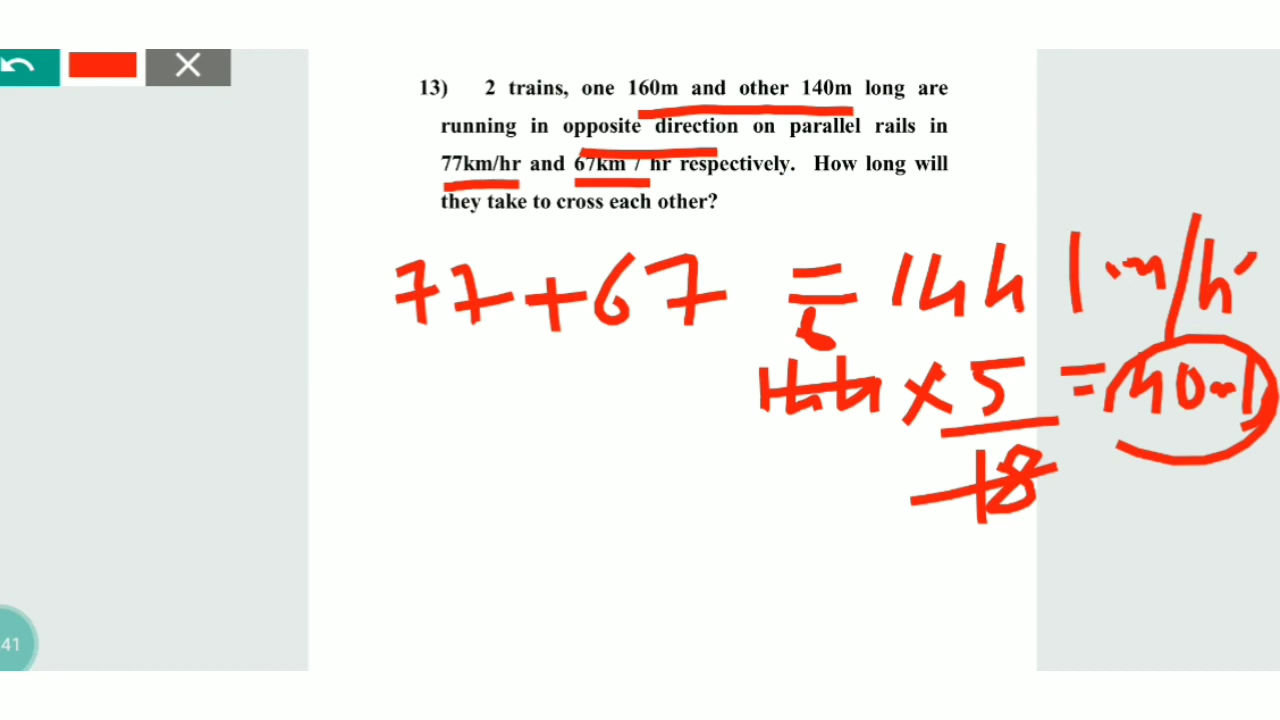 13) 2 trains, one 160m and other 140m long are
running in opposite direction on parallel rails in
77km/hr and 67km / hr respectively. How long will
they take to cross each other?
77+67 = 144 km/hr
144 × 5 = 40m/
18
41